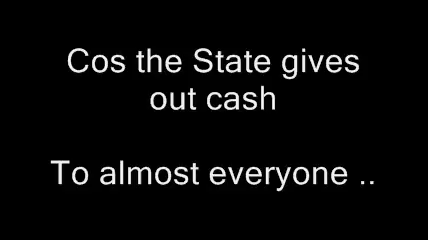 Cos the State gives
out cash
To almost everyone ..